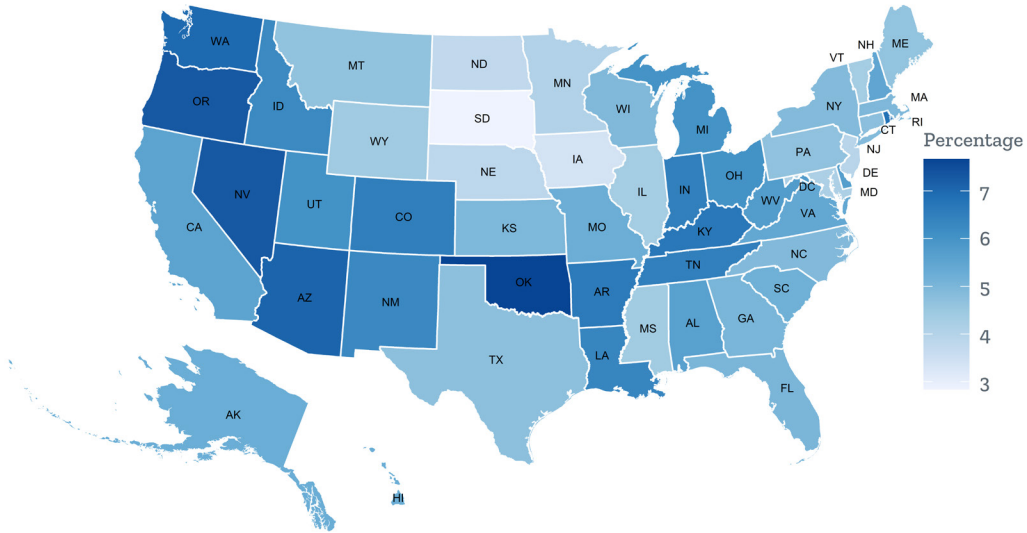 WA
OR
CA
NV
ID
MT
WY
UT
AZ
CO
NM
ND
SD
NE
KS
OK
TX
MN
IA
MO
AR
LA
WI
IL
MS
MI
IN
KY
TN
AL
OH
WV
VA
NC
SC
GA
FL
PA
NY
VT
NH
ME
MA
RI
CT
NJ
DE
MD
DC
AK
HI
Percentage
7
6
5
4
3